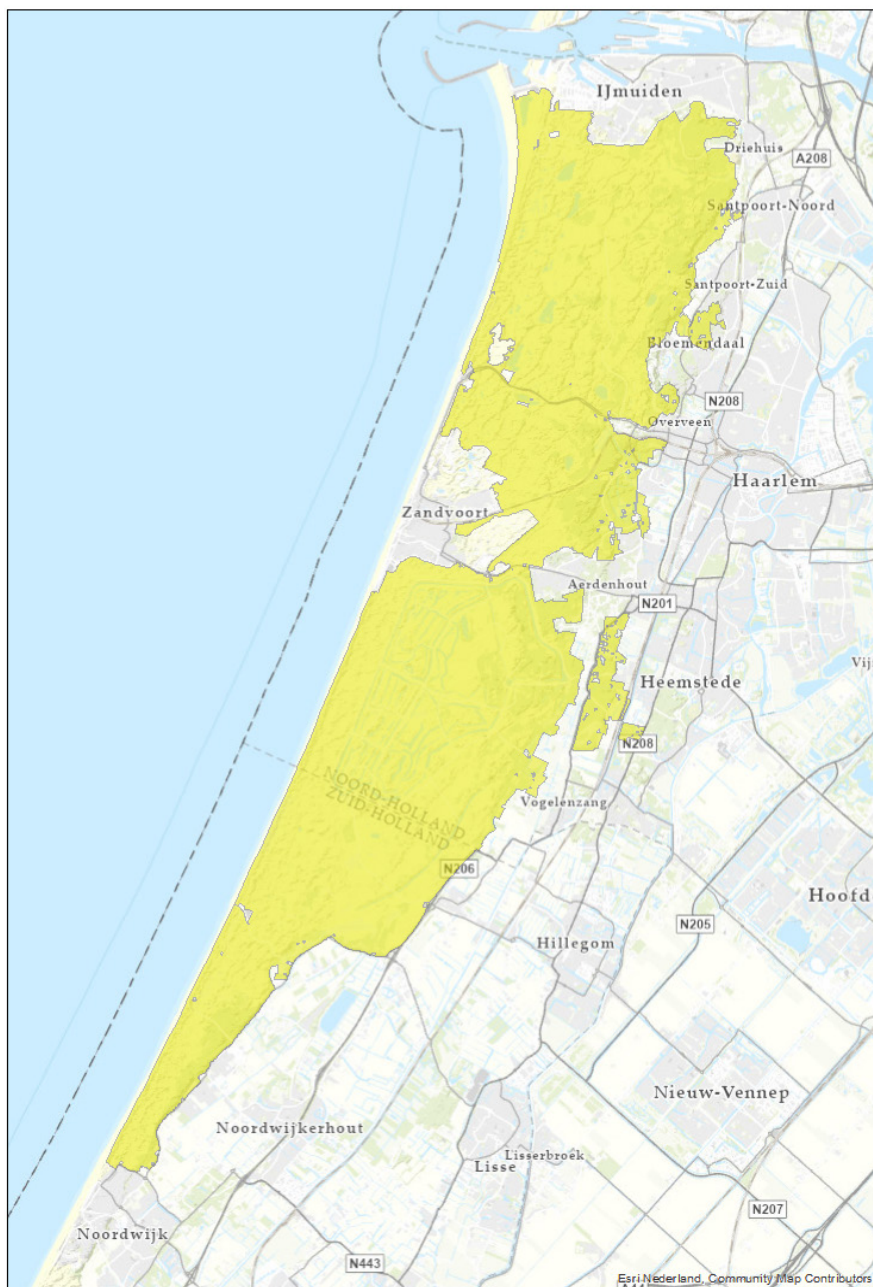 IJmuiden
Driehuis
A208
Santpoort-Noord
Santpoort-Zuid
Bloemendaal
N208
Overveen
Haarlem
Zandvoort
Aerdenhout
N201
Heemstede
Vij
N208
NOORD-HOLLAND
ZUID-HOLLAND
Vogelenzang
N206
Hoofd
N205
Hillegom
Nieuw-Vennep
Noordwijkerhout
Lisserbroek
Lisse
N207
Noordwijk
N443
A44
Esri Nederland, Community Map Contributors